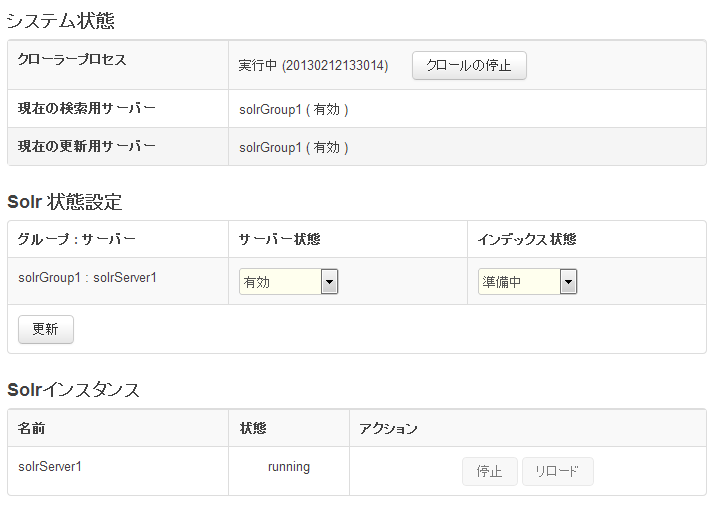 システム状態
クローラープロセス 実行中 (20130212133014) クロールの停止
現在の検索用サーバー solrGroup1 ( 有効 )
現在の更新用サーバー solrGroup1 ( 有効 )
Solr 状態設定
グループ : サーバー サーバー状態 インデックス状態
solrGroup1 : solrServer1 有効 準備中
更新
Solrインスタンス
名前 状態 アクション
solrServer1 running 停止 リロード